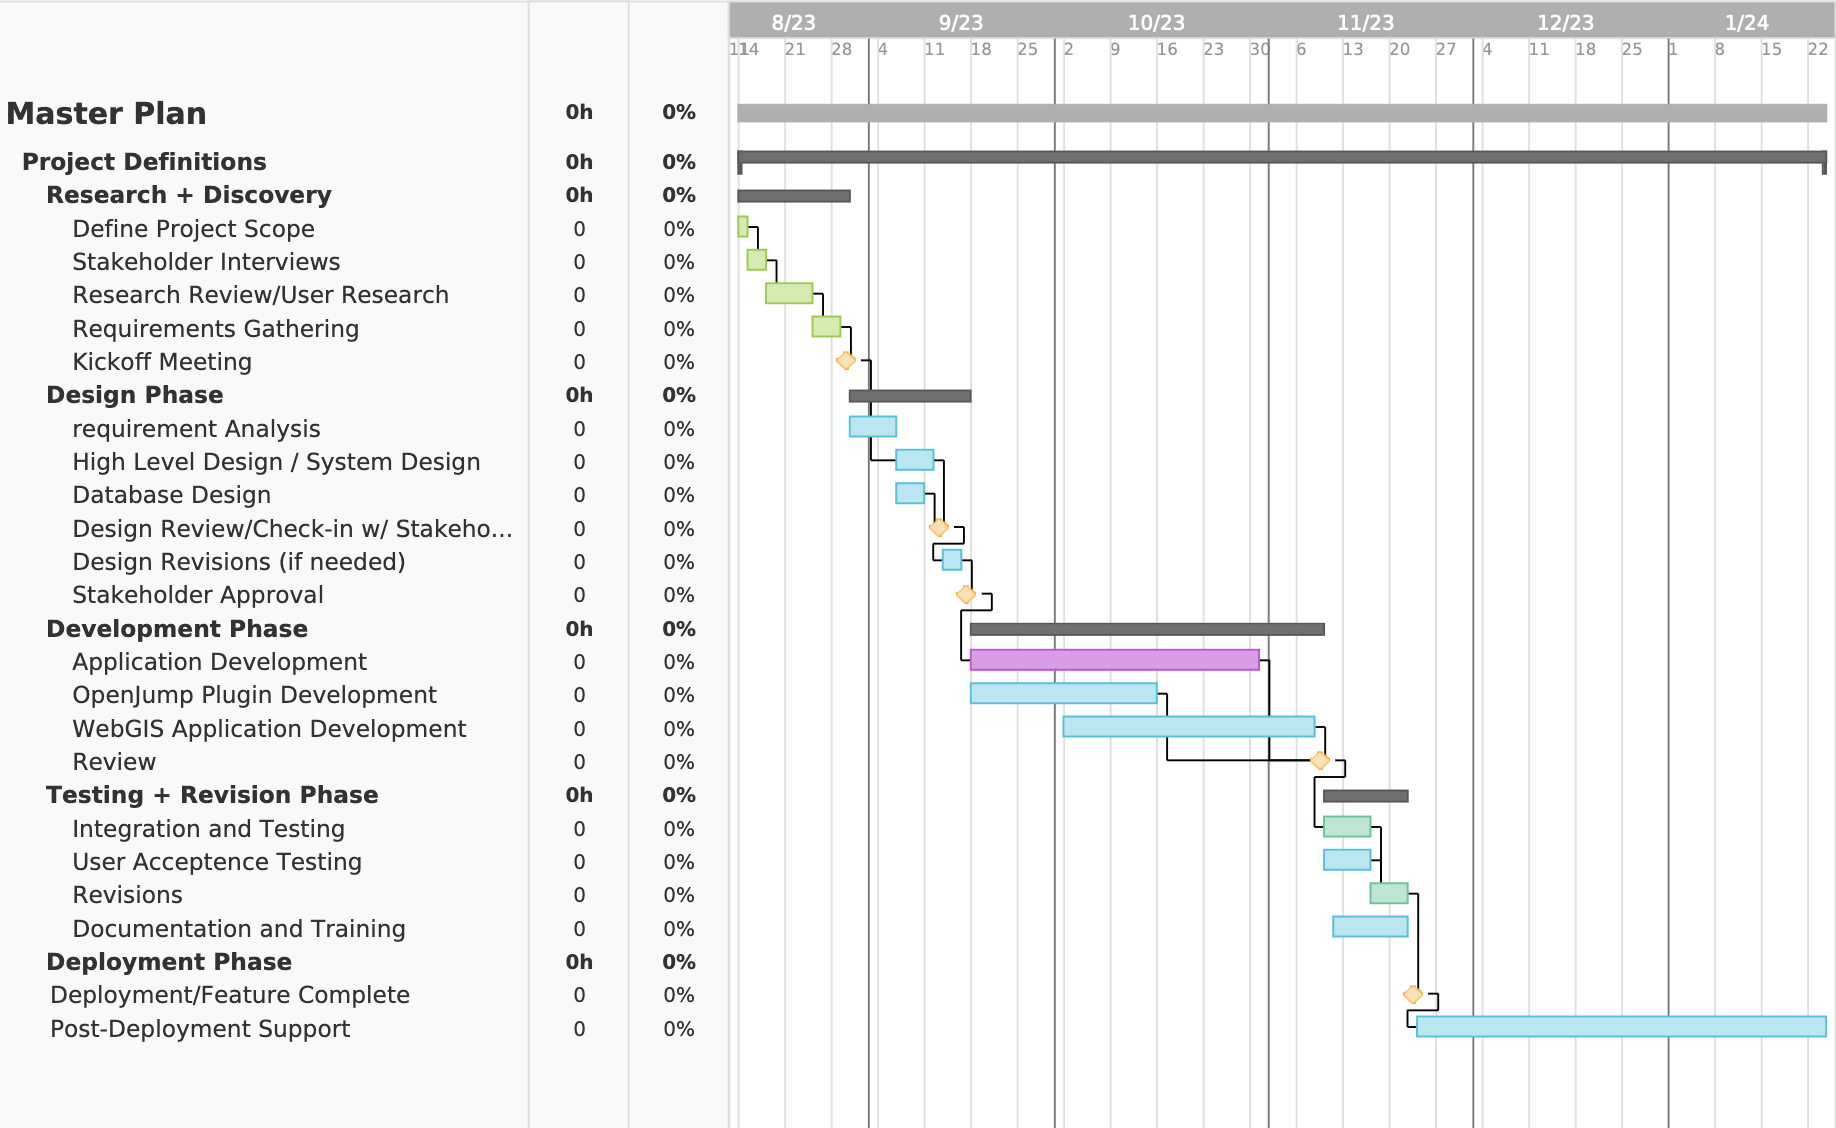 8/23 9/23 10/23 11/23 12/23 1/24
11 14 21 28 4 11 18 25 2 9 16 23 30 6 13 20 27 4 11 18 25 1 8 15 22
Master Plan 0h 0%
Project Definitions 0h 0%
Research + Discovery 0h 0%
Define Project Scope 0 0%
Stakeholder Interviews 0 0%
Research Review/User Research 0 0%
Requirements Gathering 0 0%
Kickoff Meeting 0 0%
Design Phase 0h 0%
requirement Analysis 0 0%
High Level Design / System Design 0 0%
Database Design 0 0%
Design Review/Check-in w/ Stakeho... 0 0%
Design Revisions (if needed) 0 0%
Stakeholder Approval 0 0%
Development Phase 0h 0%
Application Development 0 0%
OpenJump Plugin Development 0 0%
WebGIS Application Development 0 0%
Review 0 0%
Testing + Revision Phase 0h 0%
Integration and Testing 0 0%
User Acceptence Testing 0 0%
Revisions 0 0%
Documentation and Training 0 0%
Deployment Phase 0h 0%
Deployment/Feature Complete 0 0%
Post-Deployment Support 0 0%